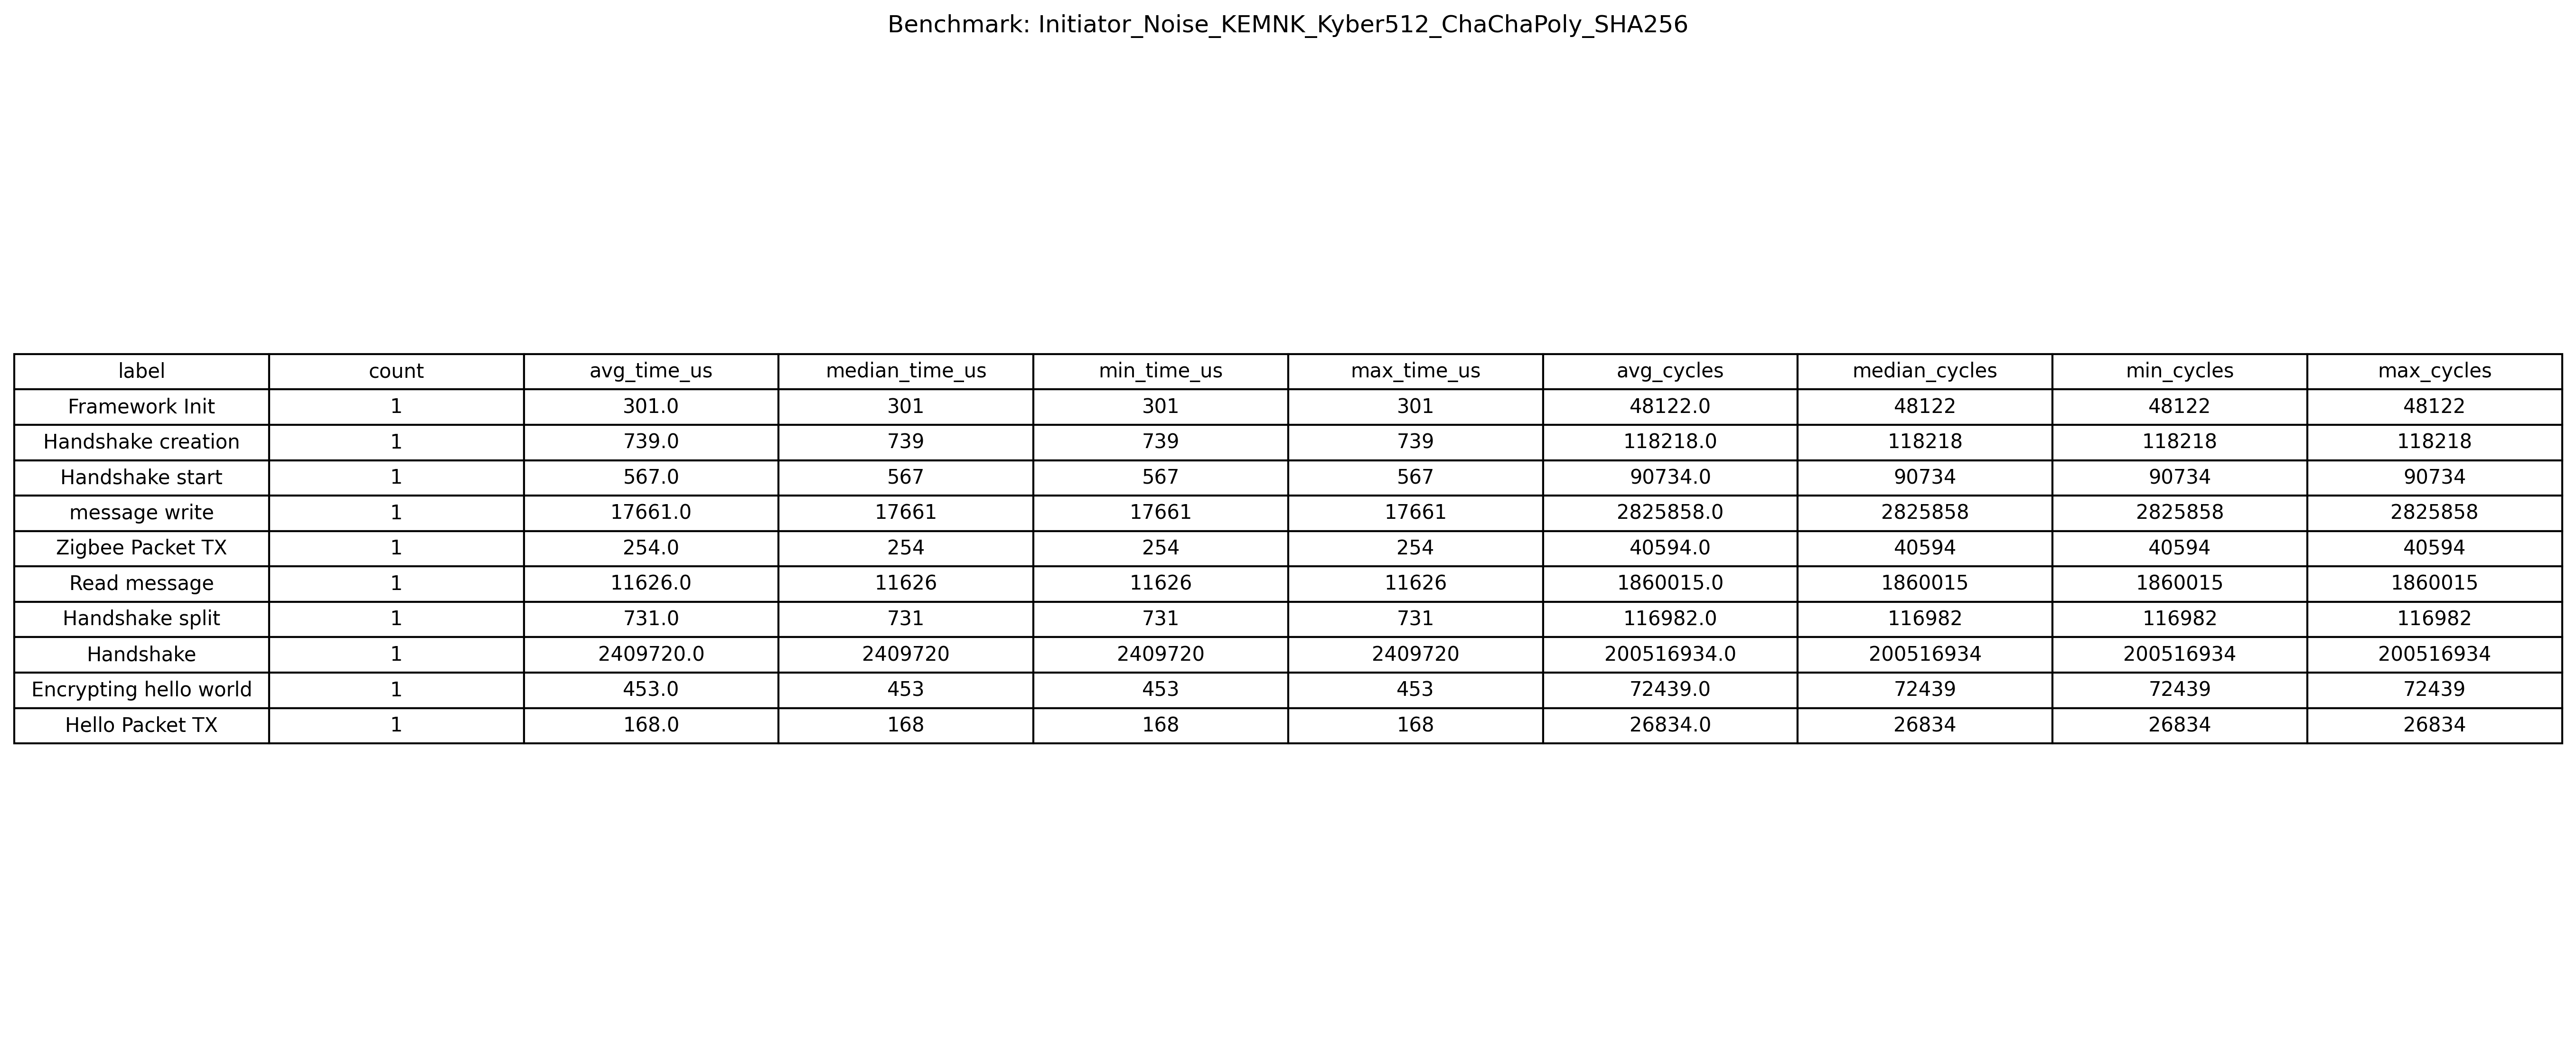 Benchmark: Initiator_Noise_KEMNK_Kyber512_ChaChaPoly_SHA256
label count avg_time_us median_time_us min_time_us max_time_us avg_cycles median_cycles min_cycles max_cycles
Framework Init 1 301.0 301 301 301 48122.0 48122 48122 48122
Handshake creation 1 739.0 739 739 739 118218.0 118218 118218 118218
Handshake start 1 567.0 567 567 567 90734.0 90734 90734 90734
message write 1 17661.0 17661 17661 17661 2825858.0 2825858 2825858 2825858
Zigbee Packet TX 1 254.0 254 254 254 40594.0 40594 40594 40594
Read message 1 11626.0 11626 11626 11626 1860015.0 1860015 1860015 1860015
Handshake split 1 731.0 731 731 731 116982.0 116982 116982 116982
Handshake 1 2409720.0 2409720 2409720 2409720 200516934.0 200516934 200516934 200516934
Encrypting hello world 1 453.0 453 453 453 72439.0 72439 72439 72439
Hello Packet TX 1 168.0 168 168 168 26834.0 26834 26834 26834